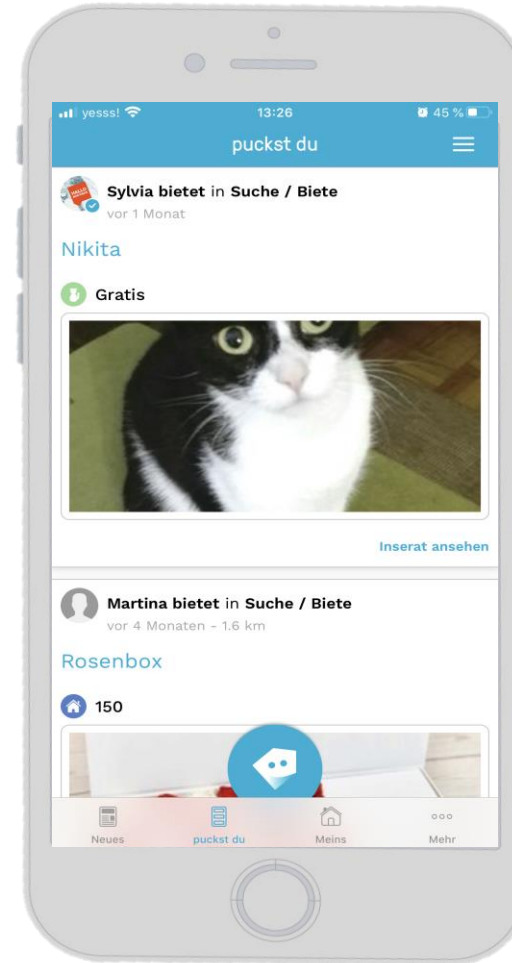 yesss! 13:26 45 %
puckst du
Sylvia bietet in Suche / Biete
vor 1 Monat
Nikita
Gratis
Inserat ansehen
Martina bietet in Suche / Biete
vor 4 Monaten - 1.6 km
Rosenbox
150
Neues puckst du Meins Mehr